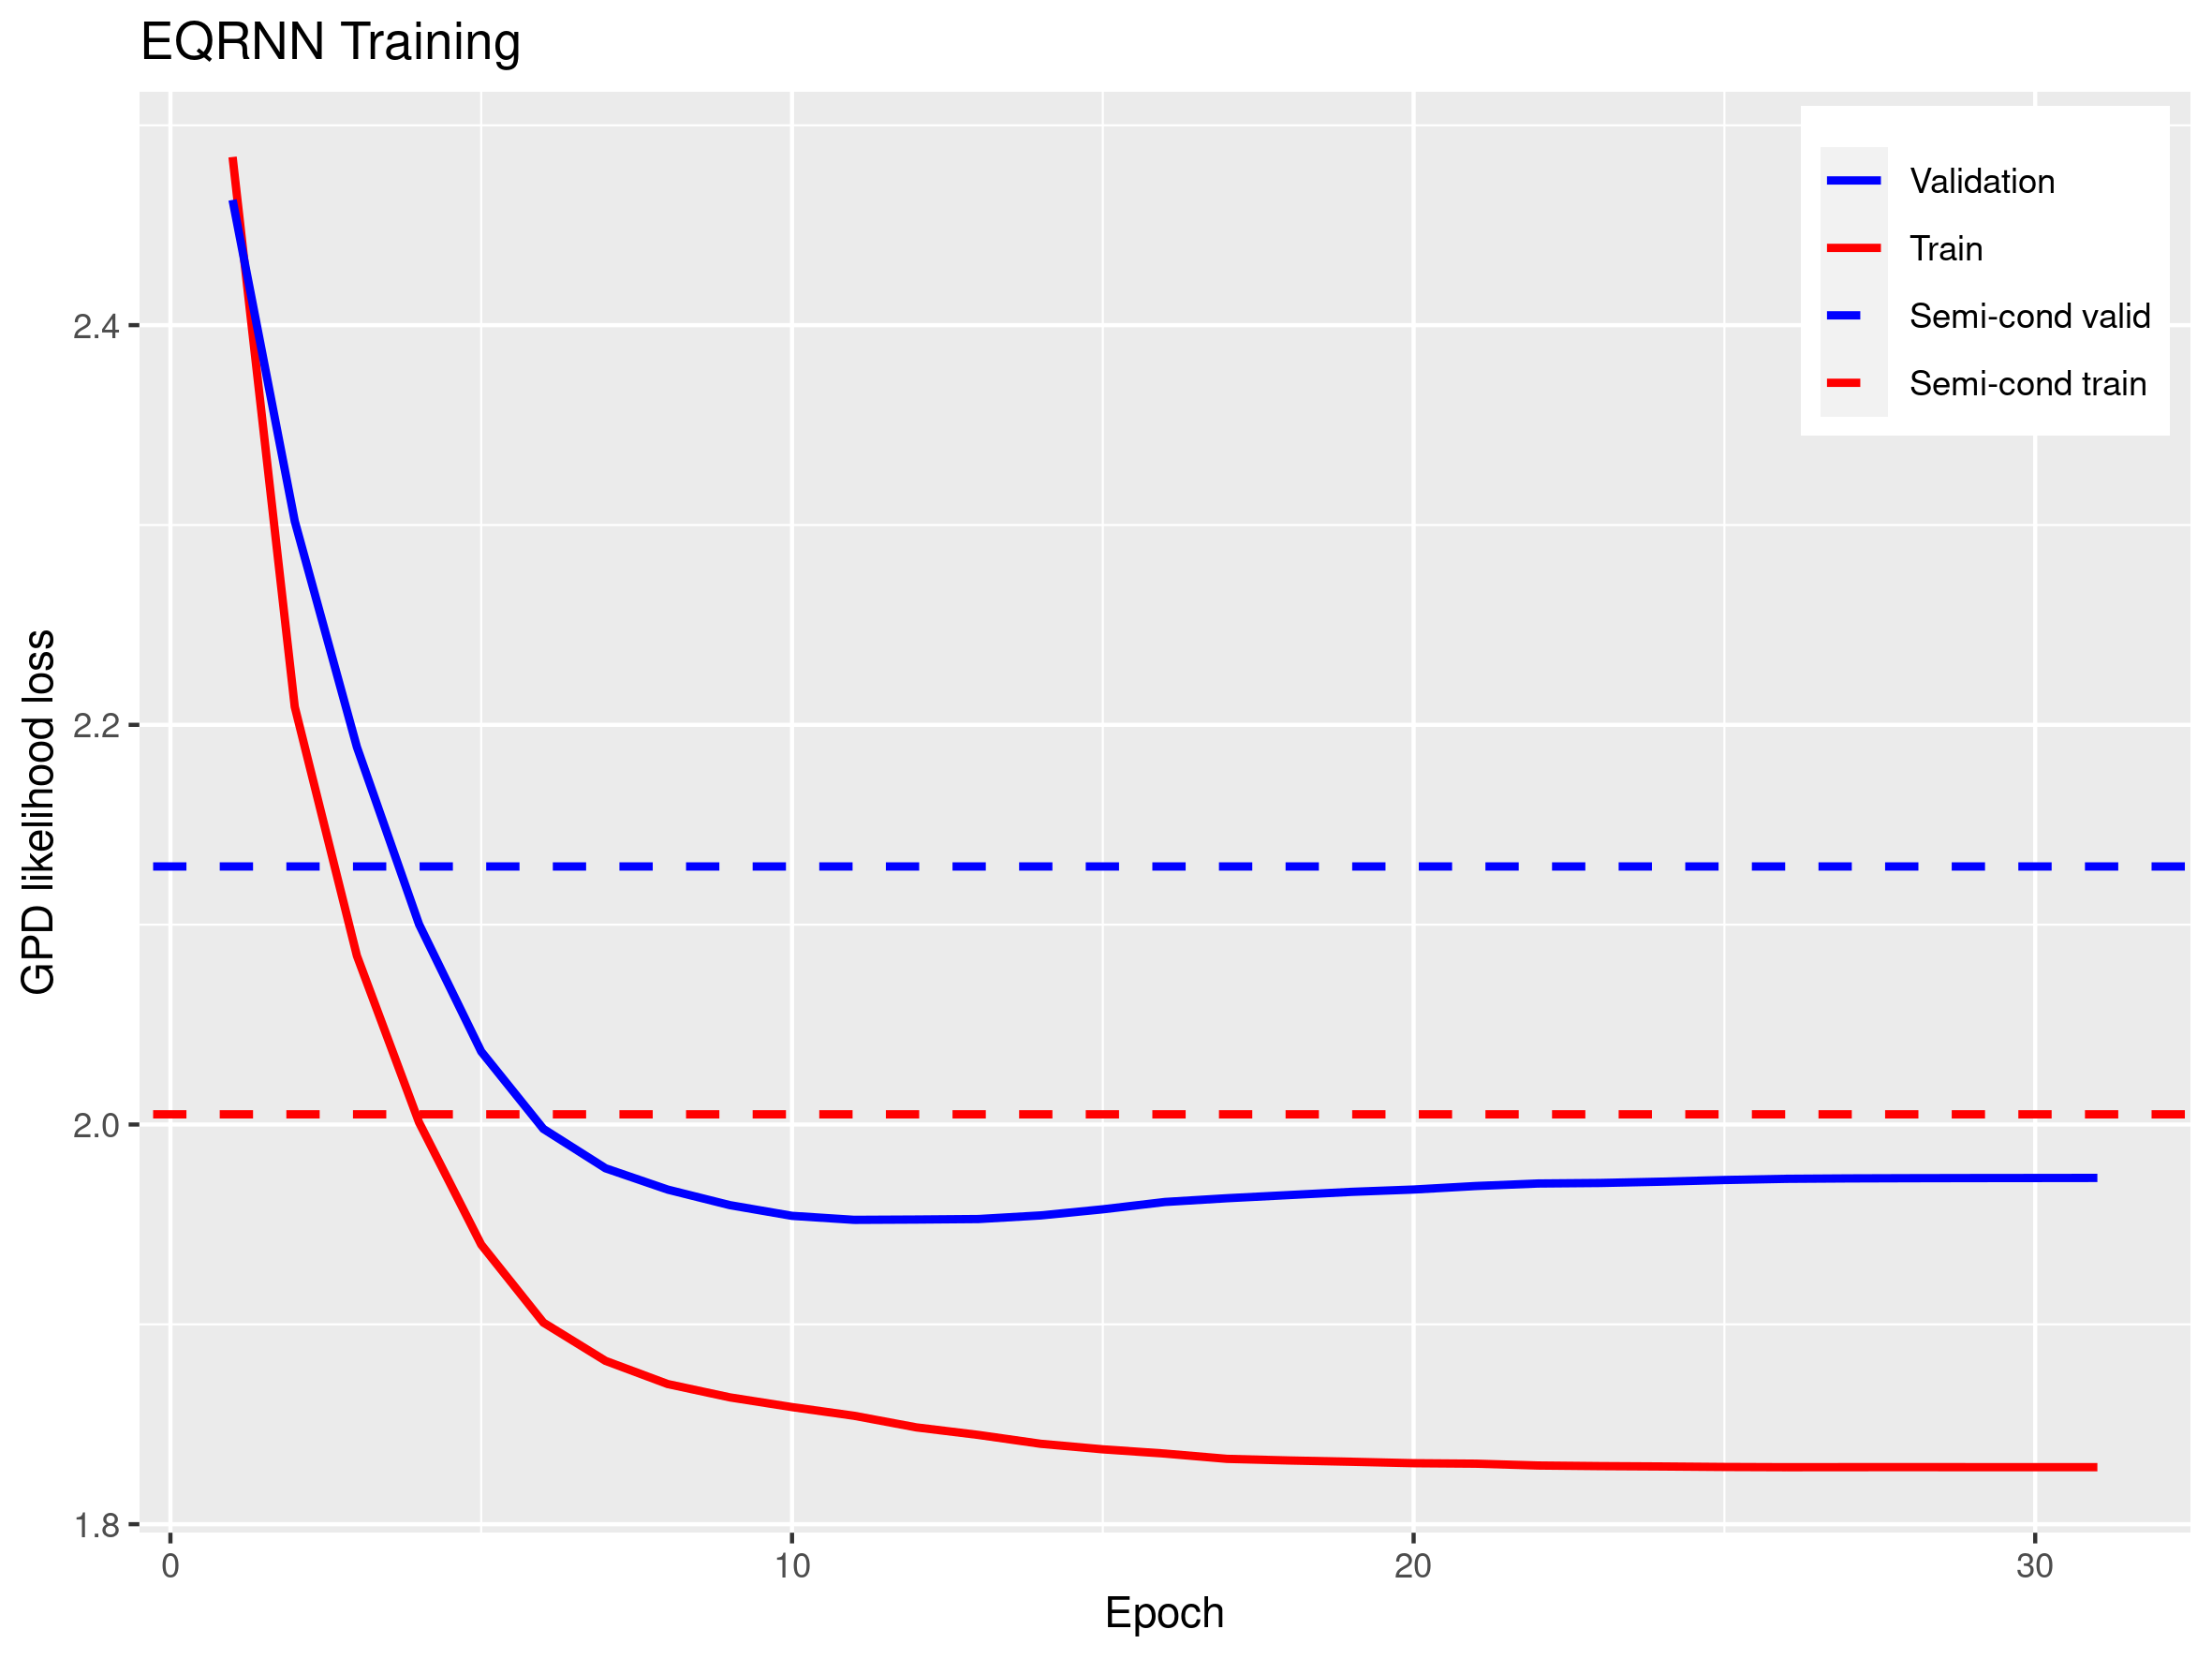 EQRNN Training
Validation
Train
Semi-cond valid
Semi-cond train
GPD likelihood loss
2.4
2.2
2.0
1.8
0 10 20 30
Epoch